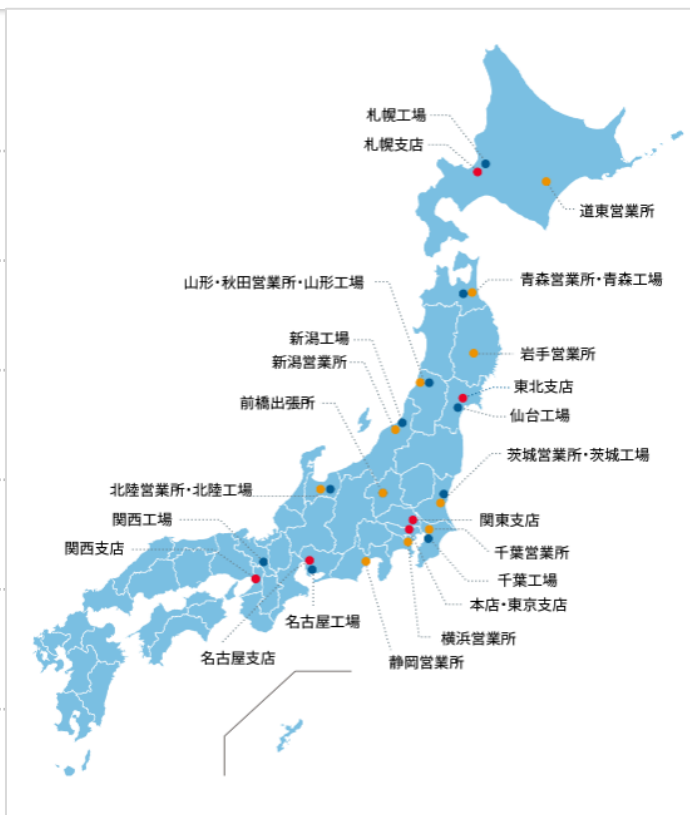 札幌工場
札幌支店
道東営業所
青森営業所・青森工場
山形・秋田営業所・山形工場
新潟工場
岩手営業所
新潟営業所
東北支店
前橋出張所
仙台工場
茨城営業所・茨城工場
北陸営業所・北陸工場
関西工場
関東支店
関西支店
千葉営業所
千葉工場
本店・東京支店
名古屋工場
横浜営業所
名古屋支店
静岡営業所